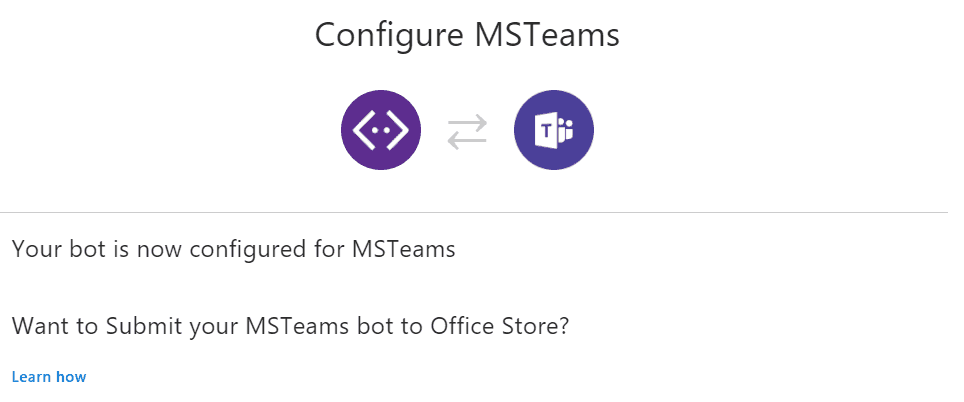 Configure MSTeams
T
Your bot is now configured for MSTeams
Want to Submit your MSTeams bot to Office Store?
Learn how